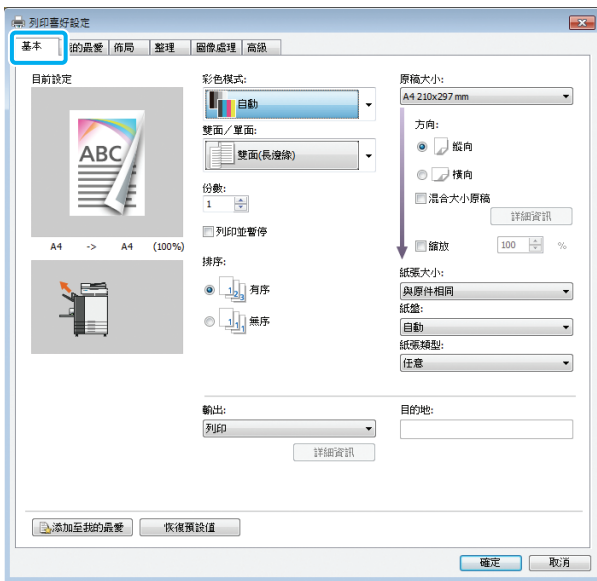 列印喜好設定
基本 我的最愛 佈局 整理 圖像處理 高級
目前設定
ABC
A4 -> A4 (100%)
彩色模式:
自動
雙面／單面:
雙面(長邊緣)
份數:
1
列印並暫停
排序:
有序
無序
原稿大小:
A4 210x297 mm
方向:
縱向
橫向
混合大小原稿
詳細資訊
縮放 100 %
紙張大小:
與原件相同
紙盤:
自動
紙張類型:
任意
輸出:
列印
詳細資訊
目的地:
添加至我的最愛 恢復預設值
確定 取消